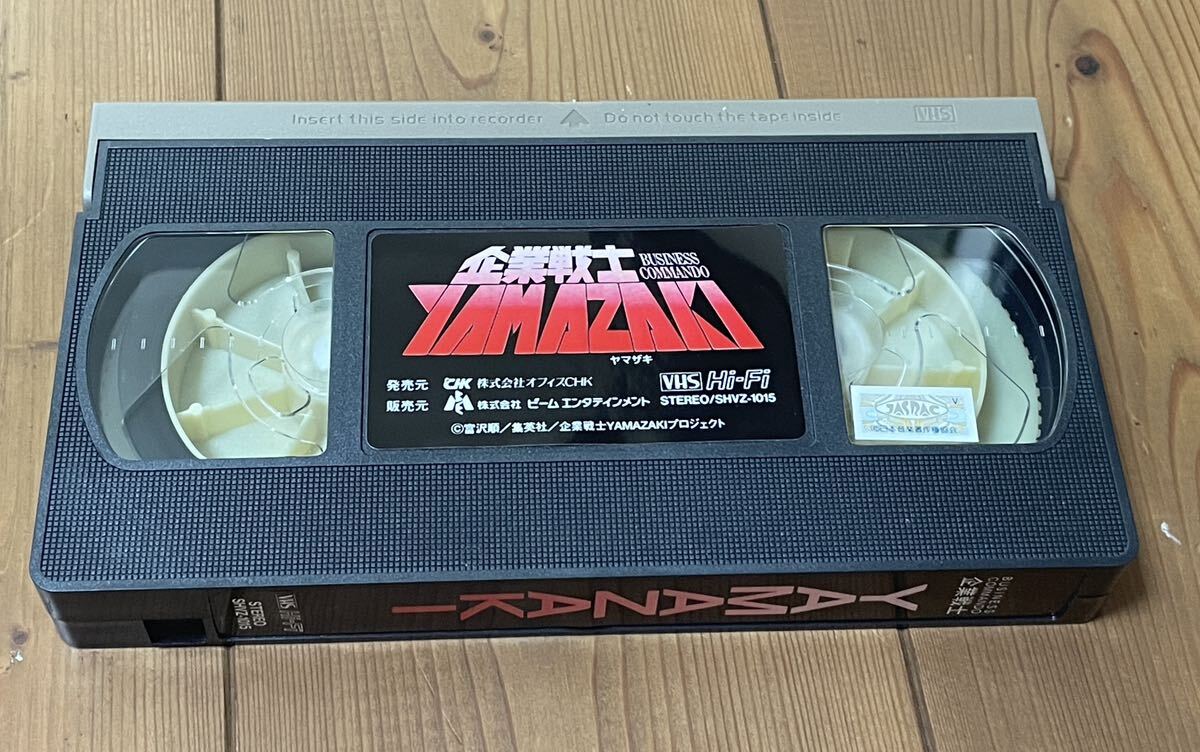 Insert this side into recorder Do not touch the tape inside VHS
企業戦士 BUSINESS COMMANDO
YAMAZAKI
ヤマザキ
発売元 CHK 株式会社オフィスCHK VHS Hi-Fi
販売元 株式会社 ビームエンタテインメント STEREO/SHVZ-1015
©富沢順/集英社/企業戦士YAMAZAKIプロジェクト
V
JASRAC
BUSINESS COMMANDO
企業戦士
YAMAZAKI
VHS Hi-Fi
STEREO
SHVZ-1015